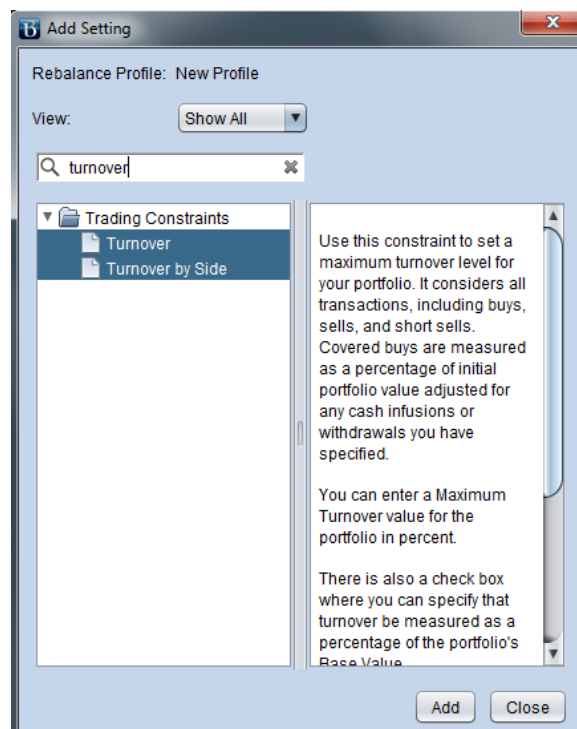 Add Setting
Rebalance Profile: New Profile
View:
Show All
turnover
Trading Constraints
Turnover
Turnover by Side
Use this constraint to set a
maximum turnover level for
your portfolio. It considers all
transactions, including buys,
sells, and short sells.
Covered buys are measured
as a percentage of initial
portfolio value adjusted for
any cash infusions or
withdrawals you have
specified.
You can enter a Maximum
Turnover value for the
portfolio in percent.
There is also a check box
where you can specify that
turnover be measured as a
percentage of the portfolio's
Base Value
Add
Close